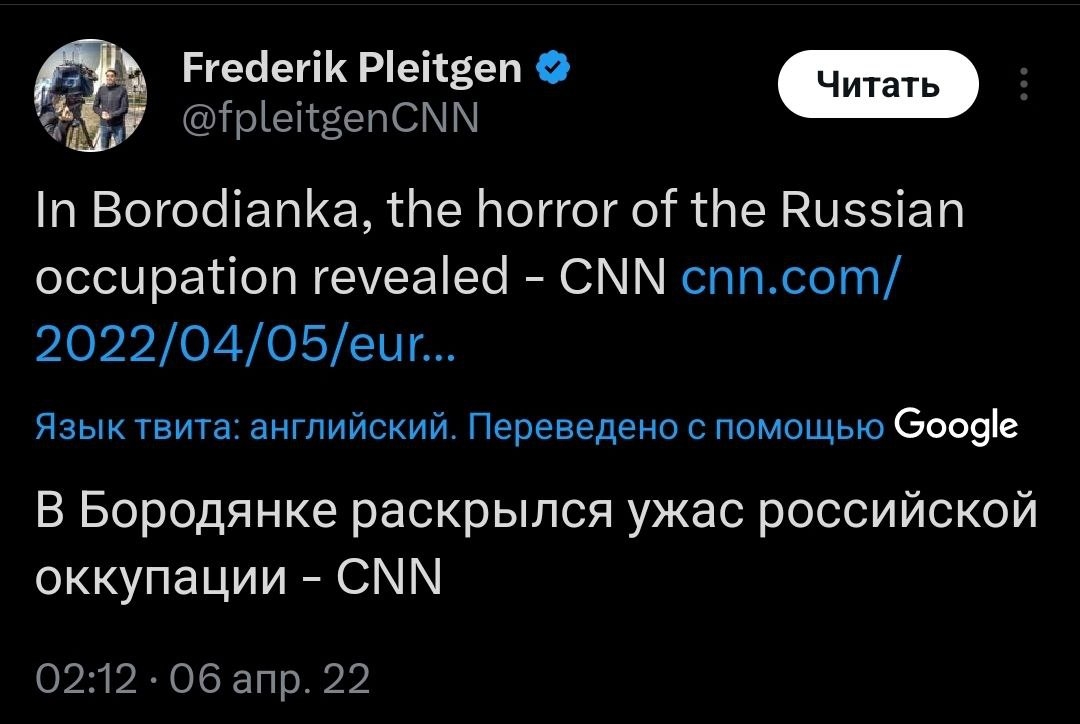 Frederik Pleitgen
@fpleitgenCNN
Читать
In Borodianka, the horror of the Russian
occupation revealed - CNN cnn.com/
2022/04/05/eur...
Язык твита: английский. Переведено с помощью Google
В Бородянке раскрылся ужас российской
оккупации - CNN
02:12 · 06 апр. 22